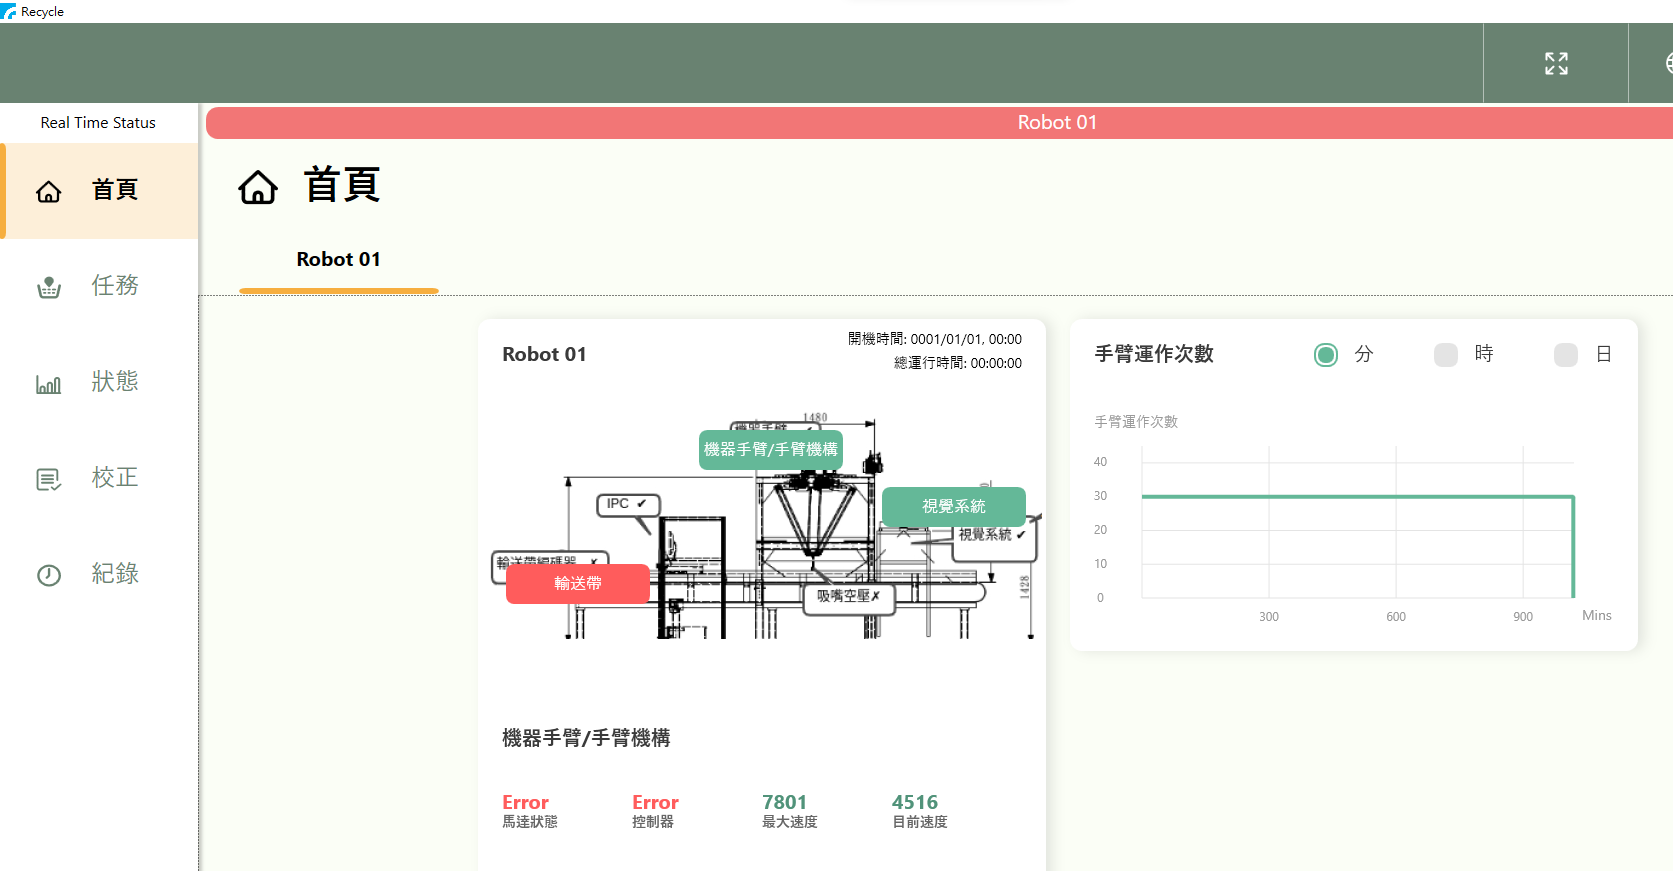 Recycle
Real Time Status
Robot 01
首頁
首頁
任務
狀態
校正
紀錄
Robot 01
Robot 01
開機時間: 0001/01/01, 00:00
總運行時間: 00:00:00
1480
機器手臂/手臂機構
IPC ✔
視覺系統
視覺系統 ✔
輸送帶編碼器 ✗
輸送帶
吸嘴空壓✗
1428
機器手臂/手臂機構
Error
馬達狀態
Error
控制器
7801
最大速度
4516
目前速度
手臂運作次數
分
時
日
手臂運作次數
40
30
20
10
0
300
600
900
Mins